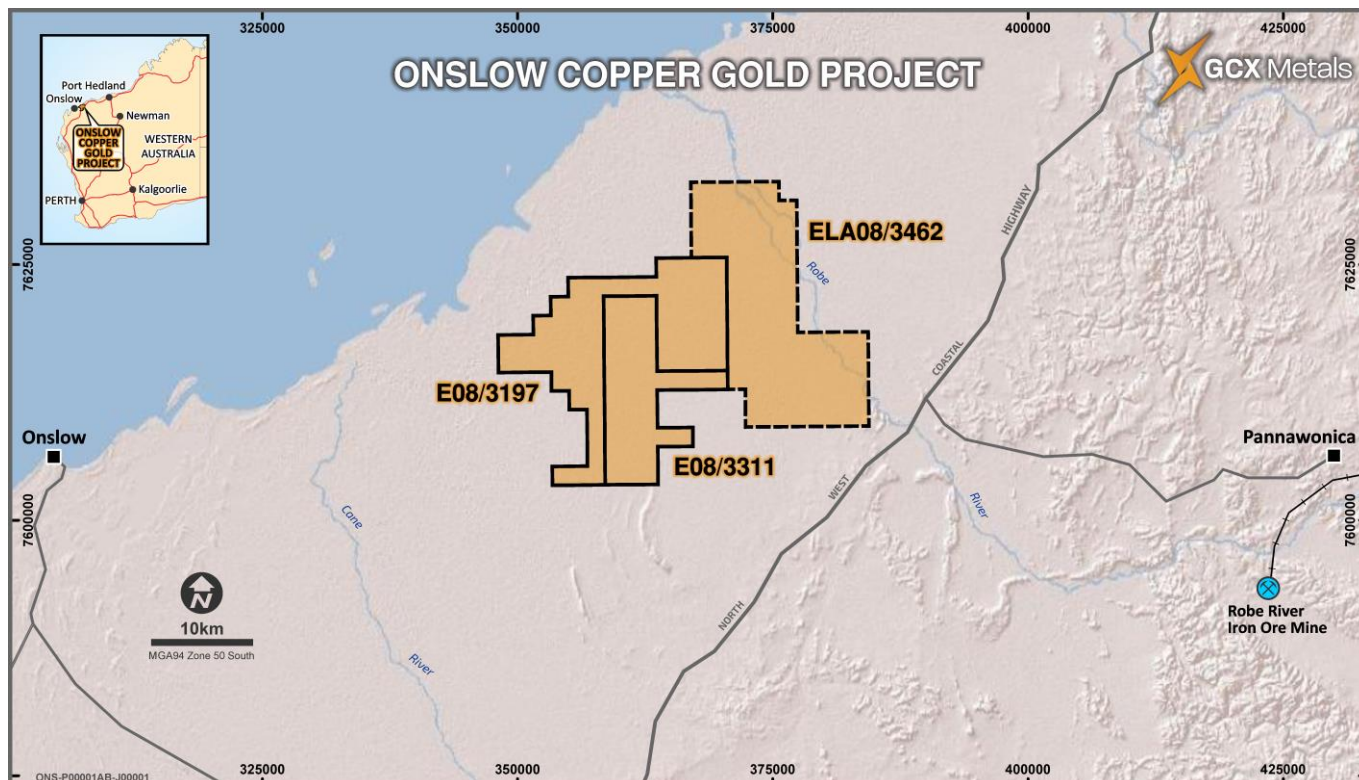 325000
350000
375000
400000
425000
ONSLOW COPPER GOLD PROJECT
GCX Metals
Port Hedland
Onslow
Newman
ONSLOW
COPPER
GOLD
PROJECT
WESTERN
AUSTRALIA
Kalgoorlie
PERTH
HIGHWAY
ELA08/3462
7625000
7625000
Robe
COASTAL
E08/3197
Onslow
Pannawonica
E08/3311
WEST
7600000
7600000
Cane
River
N
10km
MGA94 Zone 50 South
Robe River
Iron Ore Mine
NORTH
River
ONS-P00001AB-J00001
325000
350000
375000
400000
425000